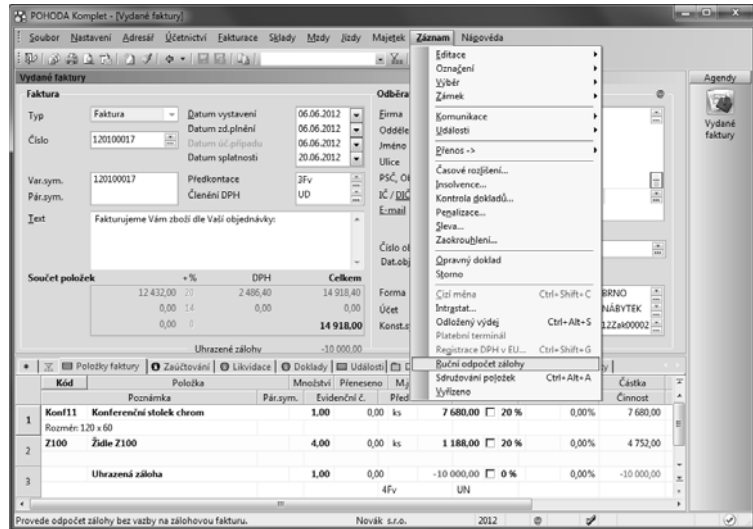 POHODA Komplet - [Vydané faktury]
Soubor Nastavení Adresář Účetnictví Fakturace Sklady Mzdy Jízdy Majetek Záznam Nápověda
Vydané faktury
Agendy
Vydané faktury
Faktura
Typ Faktura
Číslo 120100017
Var.sym. 120100017
Pár.sym.
Datum vystavení 06.06.2012
Datum zd.plnění 06.06.2012
Datum úč.případu 06.06.2012
Datum splatnosti 20.06.2012
Předkontace 3Fv
Členění DPH UD
Text Fakturujeme Vám zboží dle Vaší objednávky:
Odběra
Firma
Odděle
Jméno
Ulice
PSČ, Ob
IČ / DIČ
E-mail
Číslo ob
Dat.obj
Forma
Účet
Konst.s
BRNO
NÁBYTEK
12Zak00002
Součet položek + % DPH Celkem
12 432,00 20 2 486,40 14 918,40
0,00 14 0,00 0,00
0,00 0 14 918,00
Uhrazené zálohy -10 000,00
Editace
Označení
Výběr
Zámek
Komunikace
Události
Přenos ->
Časové rozlišení...
Insolvence...
Kontrola dokladů...
Penalizace...
Sleva...
Zaokrouhlení...
Opravný doklad
Storno
Cizí měna Ctrl+Shift+C
Intrastat...
Odložený výdej Ctrl+Alt+S
Platební terminál
Registrace DPH v EU... Ctrl+Shift+G
Ruční odpočet zálohy
Sdružování položek Ctrl+Alt+A
Vyřízeno
Položky faktury Zaúčtování Likvidace Doklady Události D
Kód Položka Množství Přeneseno M.j Částka
Poznámka Pár.sym. Evidenční č. Před Činnost
1 Konf11 Konferenční stolek chrom 1,00 0,00 ks 7 680,00 20 % 0,00% 7 680,00
Rozměr: 120 x 60
2 Z100 Židle Z100 4,00 0,00 ks 1 188,00 20 % 0,00% 4 752,00
3 Uhrazená záloha 1,00 0,00 -10 000,00 0 % 0,00% -10 000,00
4Fv UN
Provede odpočet zálohy bez vazby na zálohovou fakturu. Novák s.r.o. 2012 @